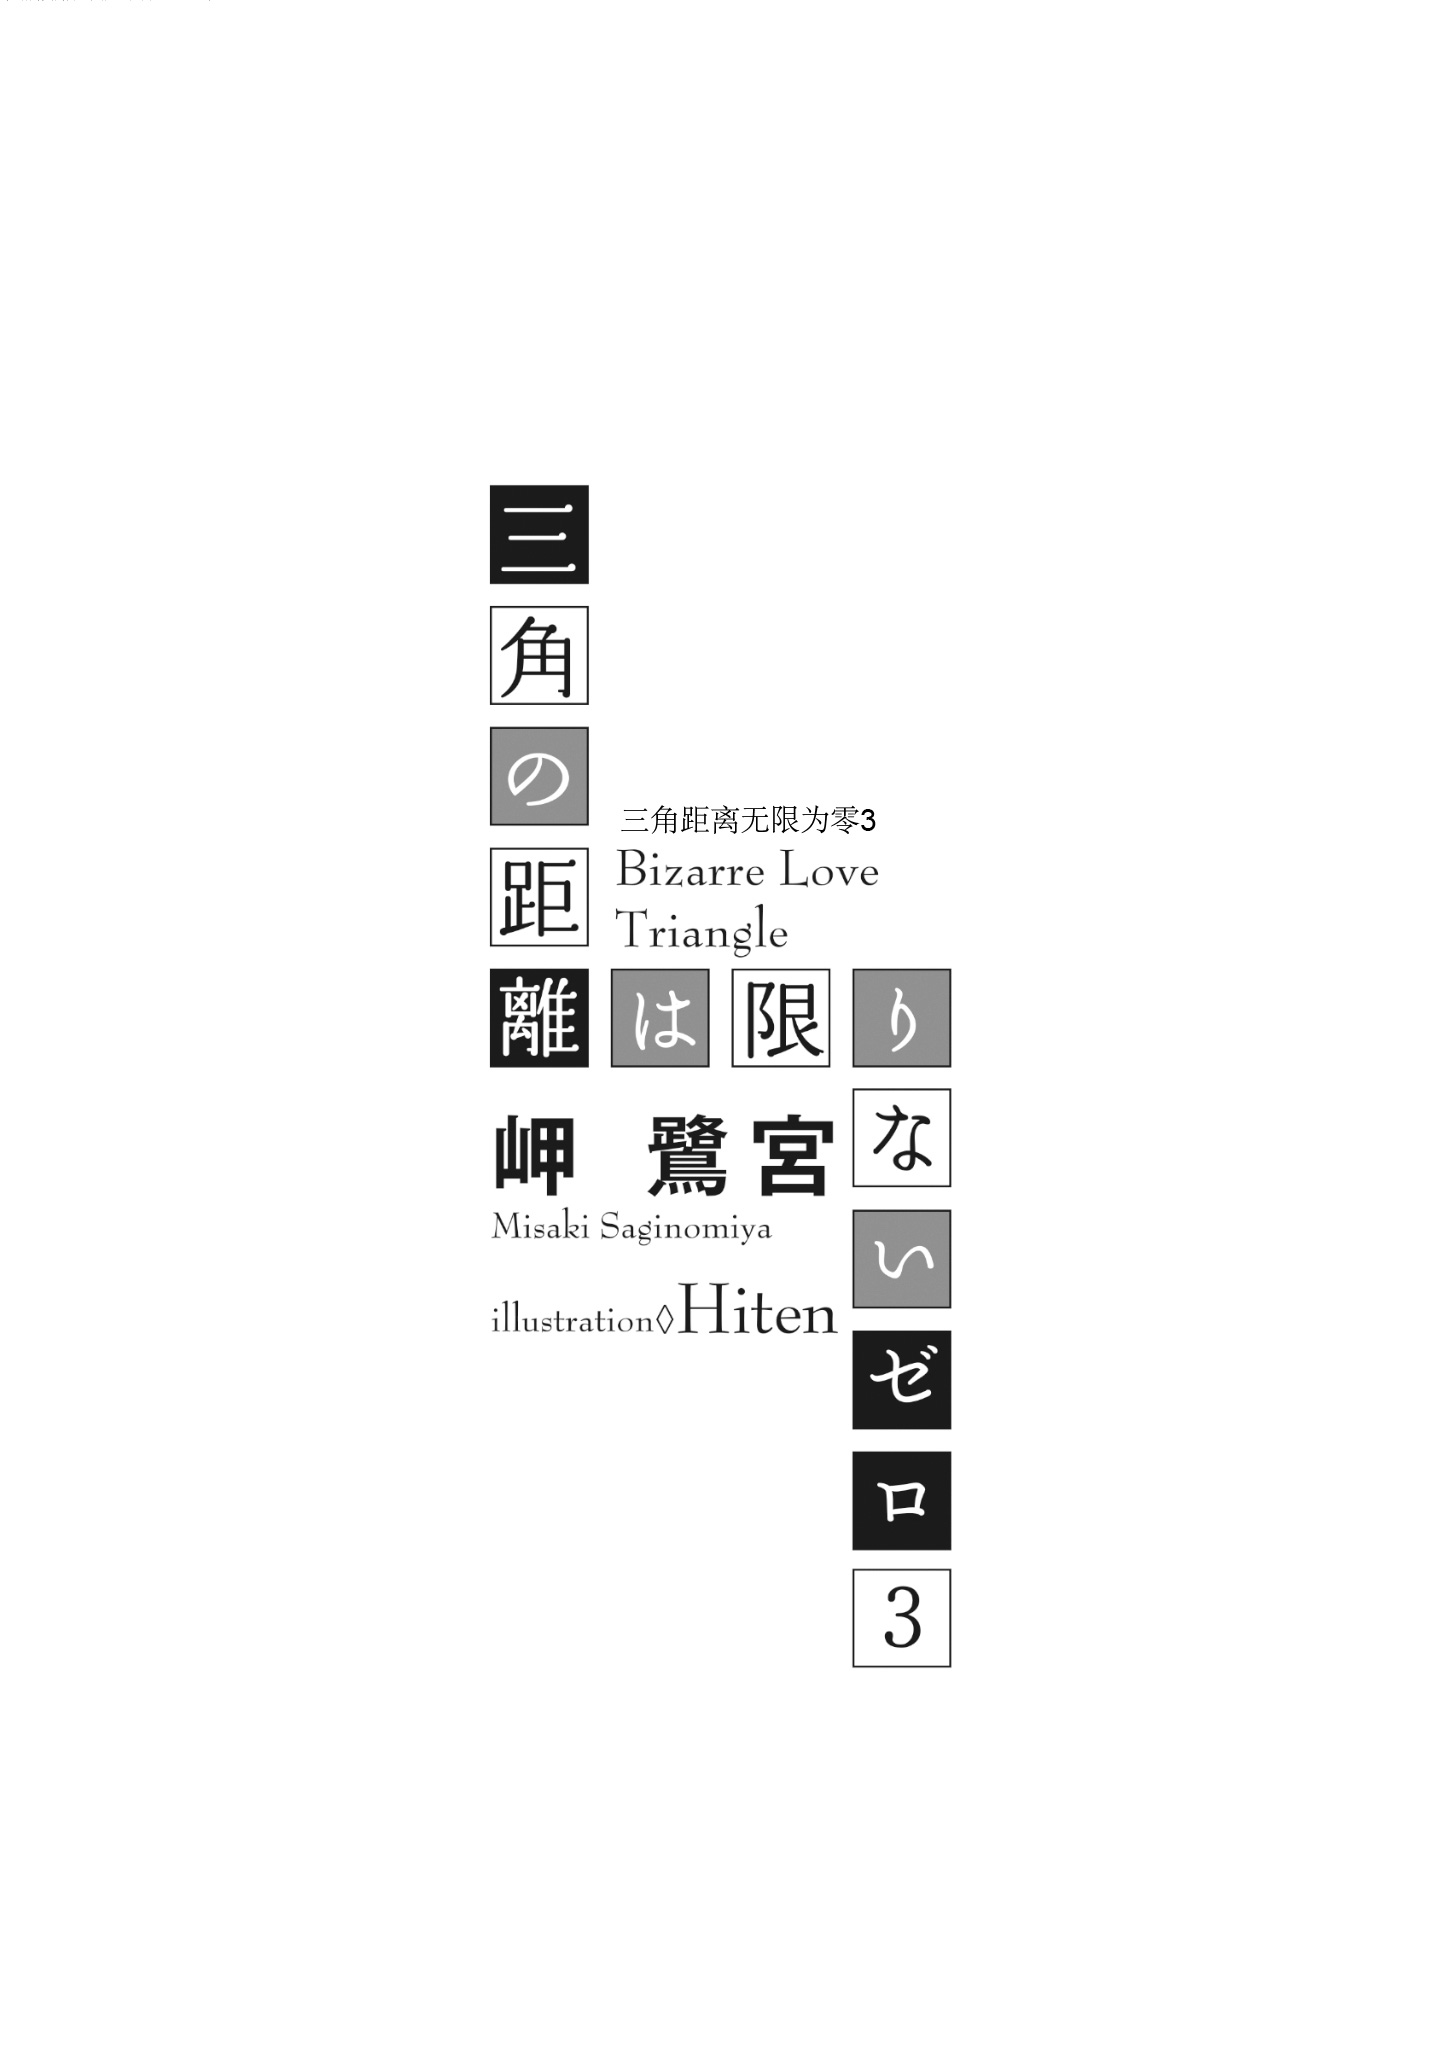 三角の距離は限りないゼロ3
三角距离无限为零3
Bizarre Love
Triangle
岬 鷺宮
Misaki Saginomiya
illustration◊Hiten